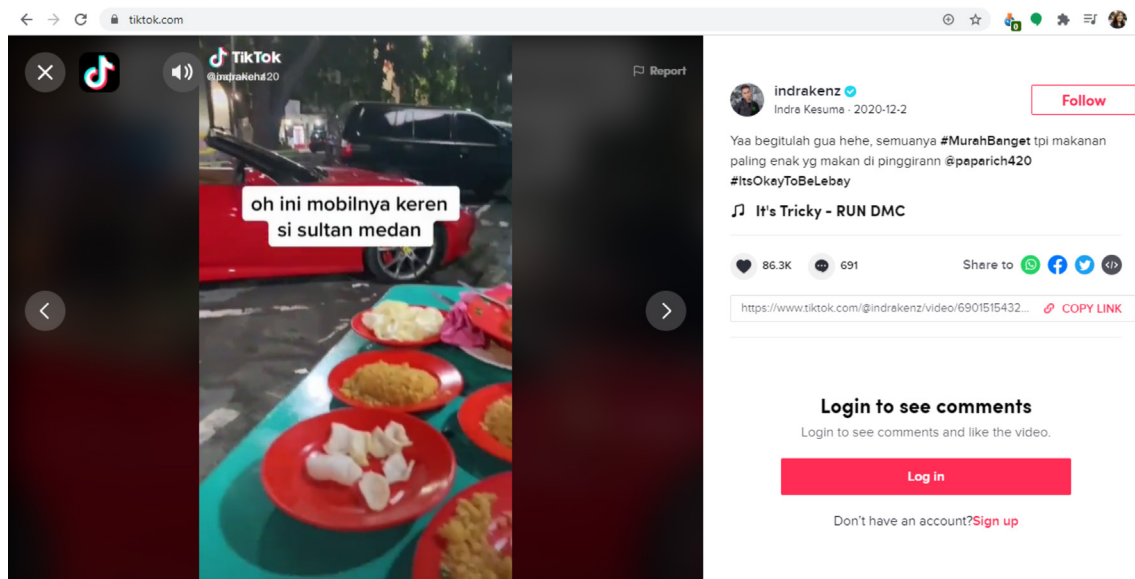 tiktok.com
0
TikTok
Report
oh ini mobilnya keren
si sultan medan
indrakenz
Indra Kesuma · 2020-12-2
Follow
Yaa begitulah gua hehe, semuanya #MurahBanget tpi makanan
paling enak yg makan di pinggirann @paparich420
#ItsOkayToBeLebay
It's Tricky - RUN DMC
86.3K
691
Share to
https://www.tiktok.com/@indrakenz/video/6901515432...
COPY LINK
Login to see comments
Login to see comments and like the video.
Log in
Don't have an account?Sign up